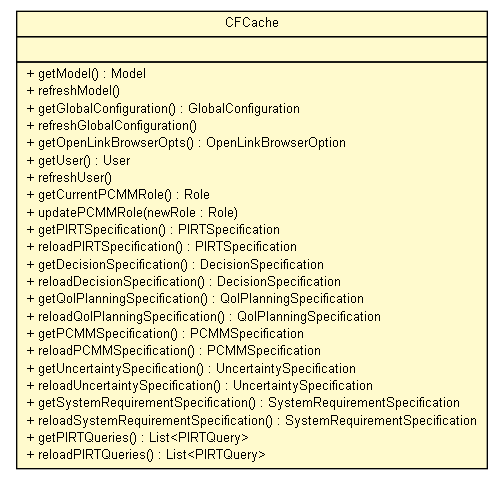 CFCache
+ getModel() : Model
+ refreshModel()
+ getGlobalConfiguration() : GlobalConfiguration
+ refreshGlobalConfiguration()
+ getOpenLinkBrowserOpts() : OpenLinkBrowserOption
+ getUser() : User
+ refreshUser()
+ getCurrentPCMMRole() : Role
+ updatePCMMRole(newRole : Role)
+ getPIRTSpecification() : PIRTSpecification
+ reloadPIRTSpecification() : PIRTSpecification
+ getDecisionSpecification() : DecisionSpecification
+ reloadDecisionSpecification() : DecisionSpecification
+ getQoIPlanningSpecification() : QoIPlanningSpecification
+ reloadQoIPlanningSpecification() : QoIPlanningSpecification
+ getPCMMSpecification() : PCMMSpecification
+ reloadPCMMSpecification() : PCMMSpecification
+ getUncertaintySpecification() : UncertaintySpecification
+ reloadUncertaintySpecification() : UncertaintySpecification
+ getSystemRequirementSpecification() : SystemRequirementSpecification
+ reloadSystemRequirementSpecification() : SystemRequirementSpecification
+ getPIRTQueries() : List<PIRTQuery>
+ reloadPIRTQueries() : List<PIRTQuery>